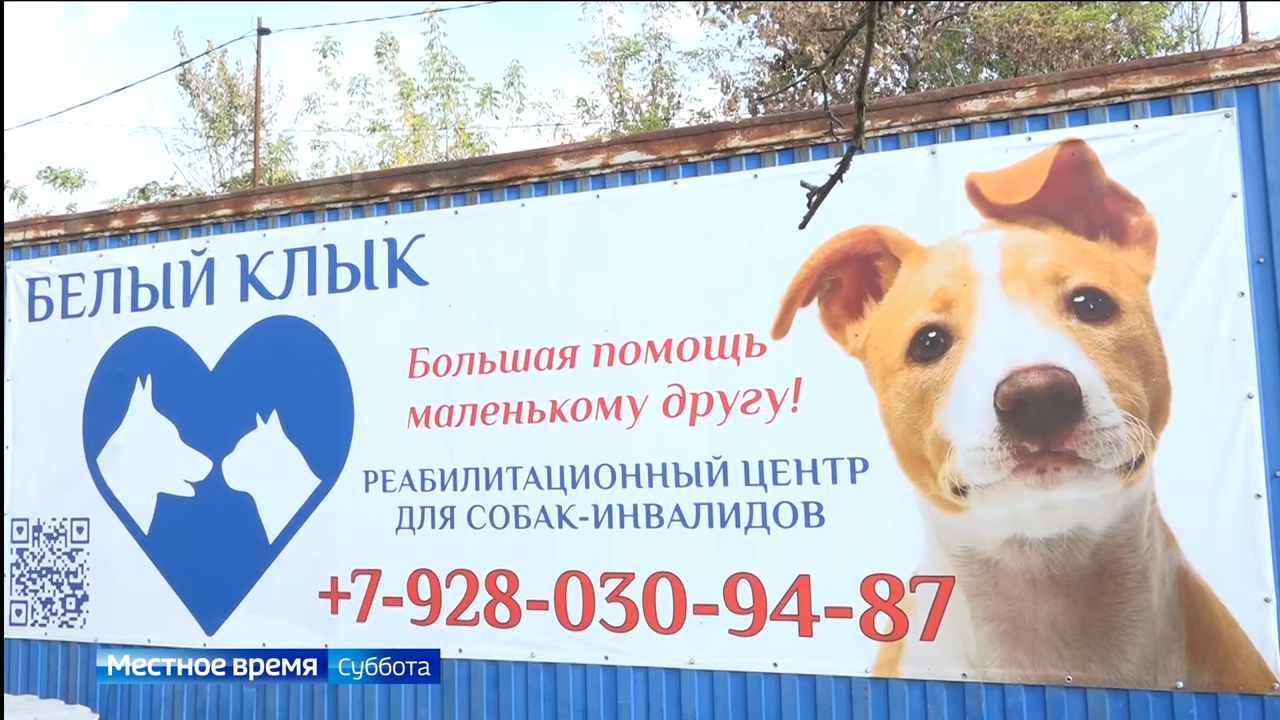 БЕЛЫЙ КЛЫК
Большая помощь
маленькому другу!
РЕАБИЛИТАЦИОННЫЙ ЦЕНТР
ДЛЯ СОБАК-ИНВАЛИДОВ
+7-928-030-94-87
Местное время Суббота